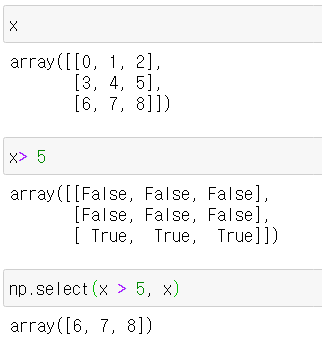 x
array([[0, 1, 2],
       [3, 4, 5],
       [6, 7, 8]])
x> 5
array([[False, False, False],
       [False, False, False],
       [ True,  True,  True]])
np.select(x > 5, x)
array([6, 7, 8])